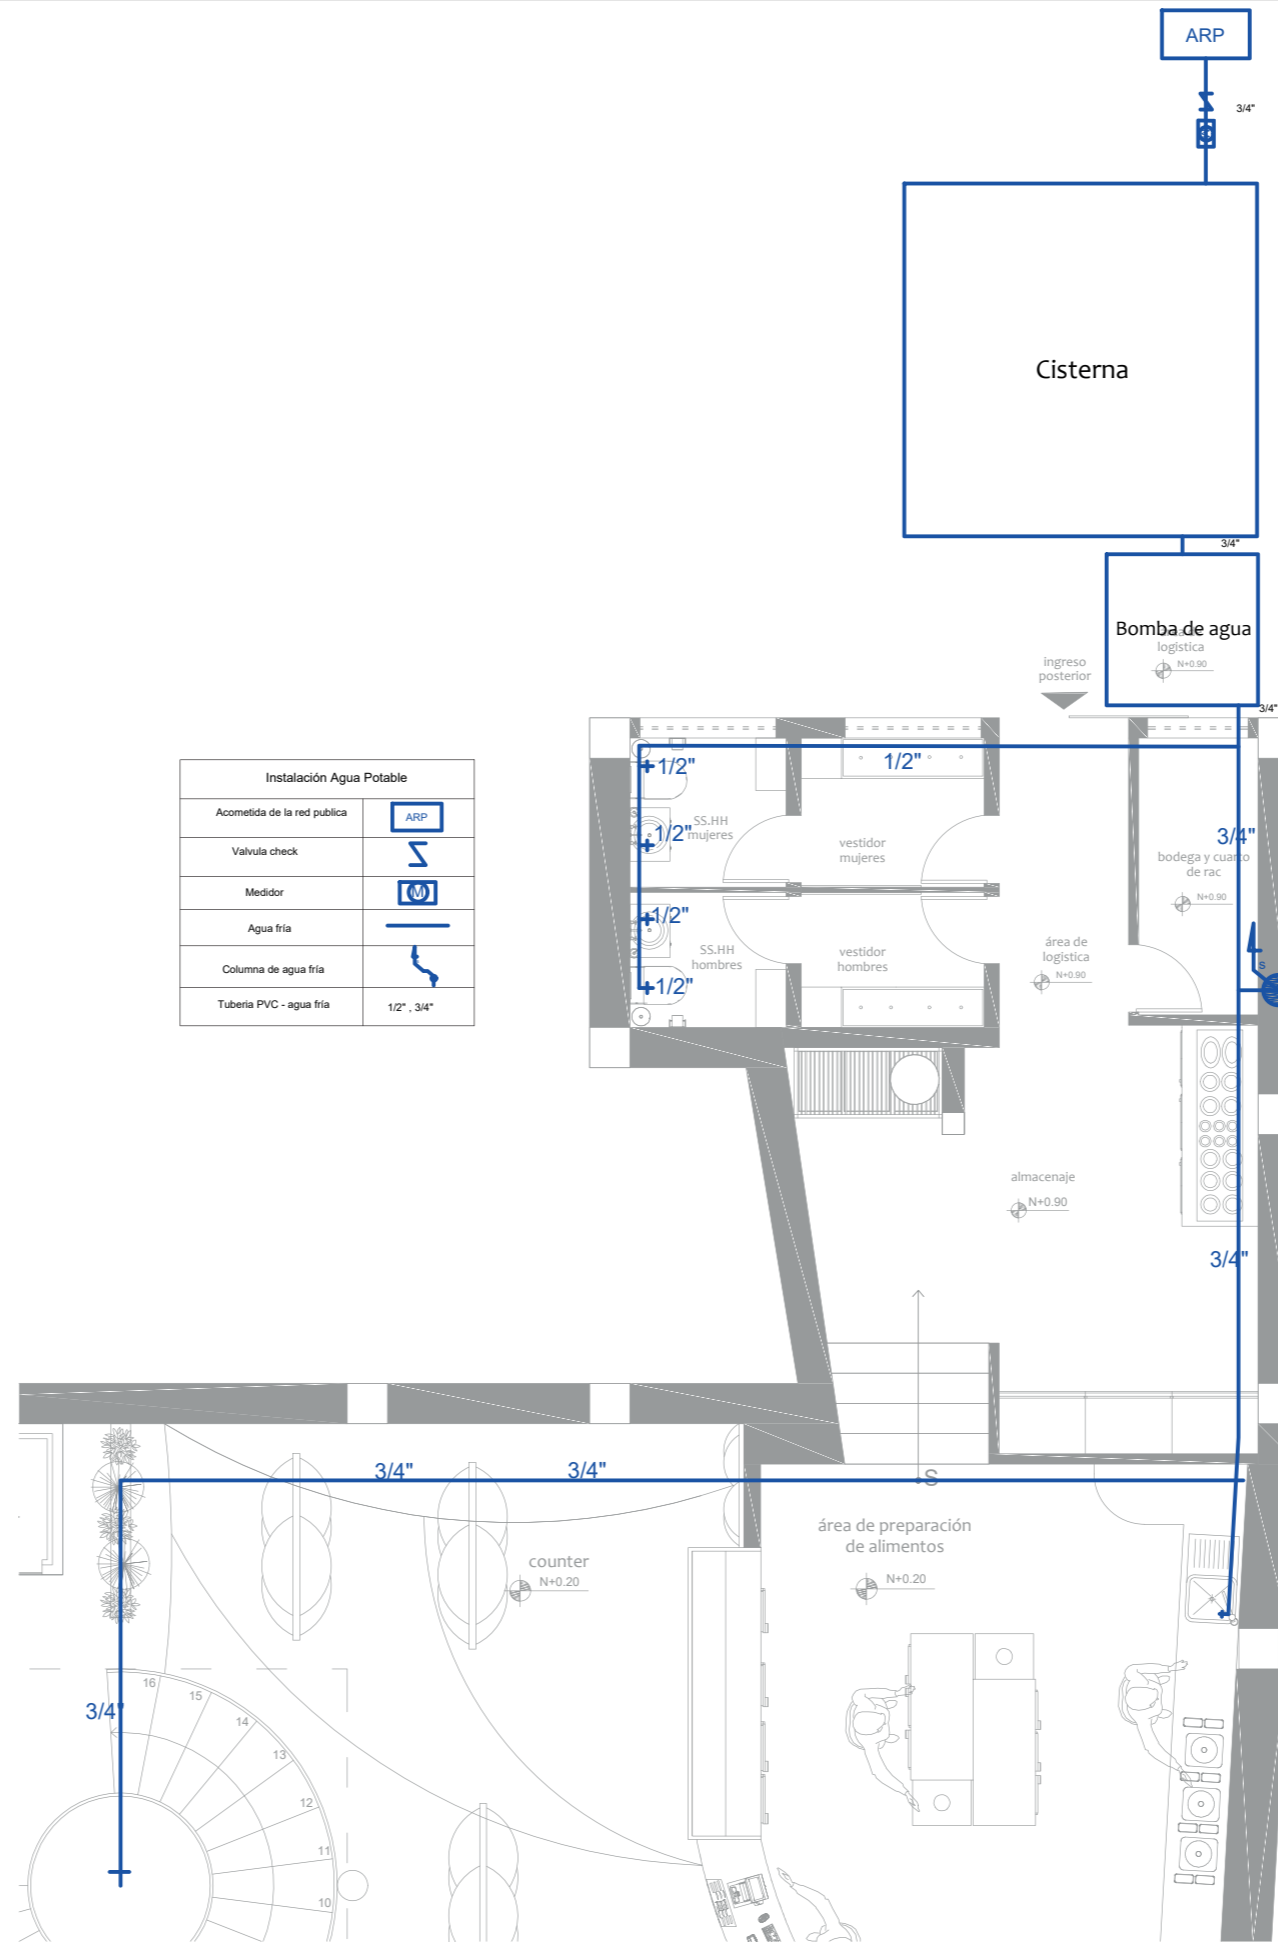 ARP
3/4"
M
Cisterna
3/4"
Bomba de agua
área de
logistica
N+0.90
ingreso
posterior
3/4"
Instalación Agua Potable
Acometida de la red publica
ARP
Valvula check
Medidor
M
Agua fría
Columna de agua fría
Tuberia PVC - agua fría
1/2" , 3/4"
1/2"
1/2"
1/2"
SS.HH
mujeres
vestidor
mujeres
3/4"
bodega y cuarto
de rac
N+0.90
1/2"
SS.HH
hombres
vestidor
hombres
1/2"
área de
logistica
N+0.90
S
almacenaje
N+0.90
3/4"
3/4"
3/4"
S
área de preparación
de alimentos
N+0.20
counter
N+0.20
3/4"
16
15
14
13
12
11
10